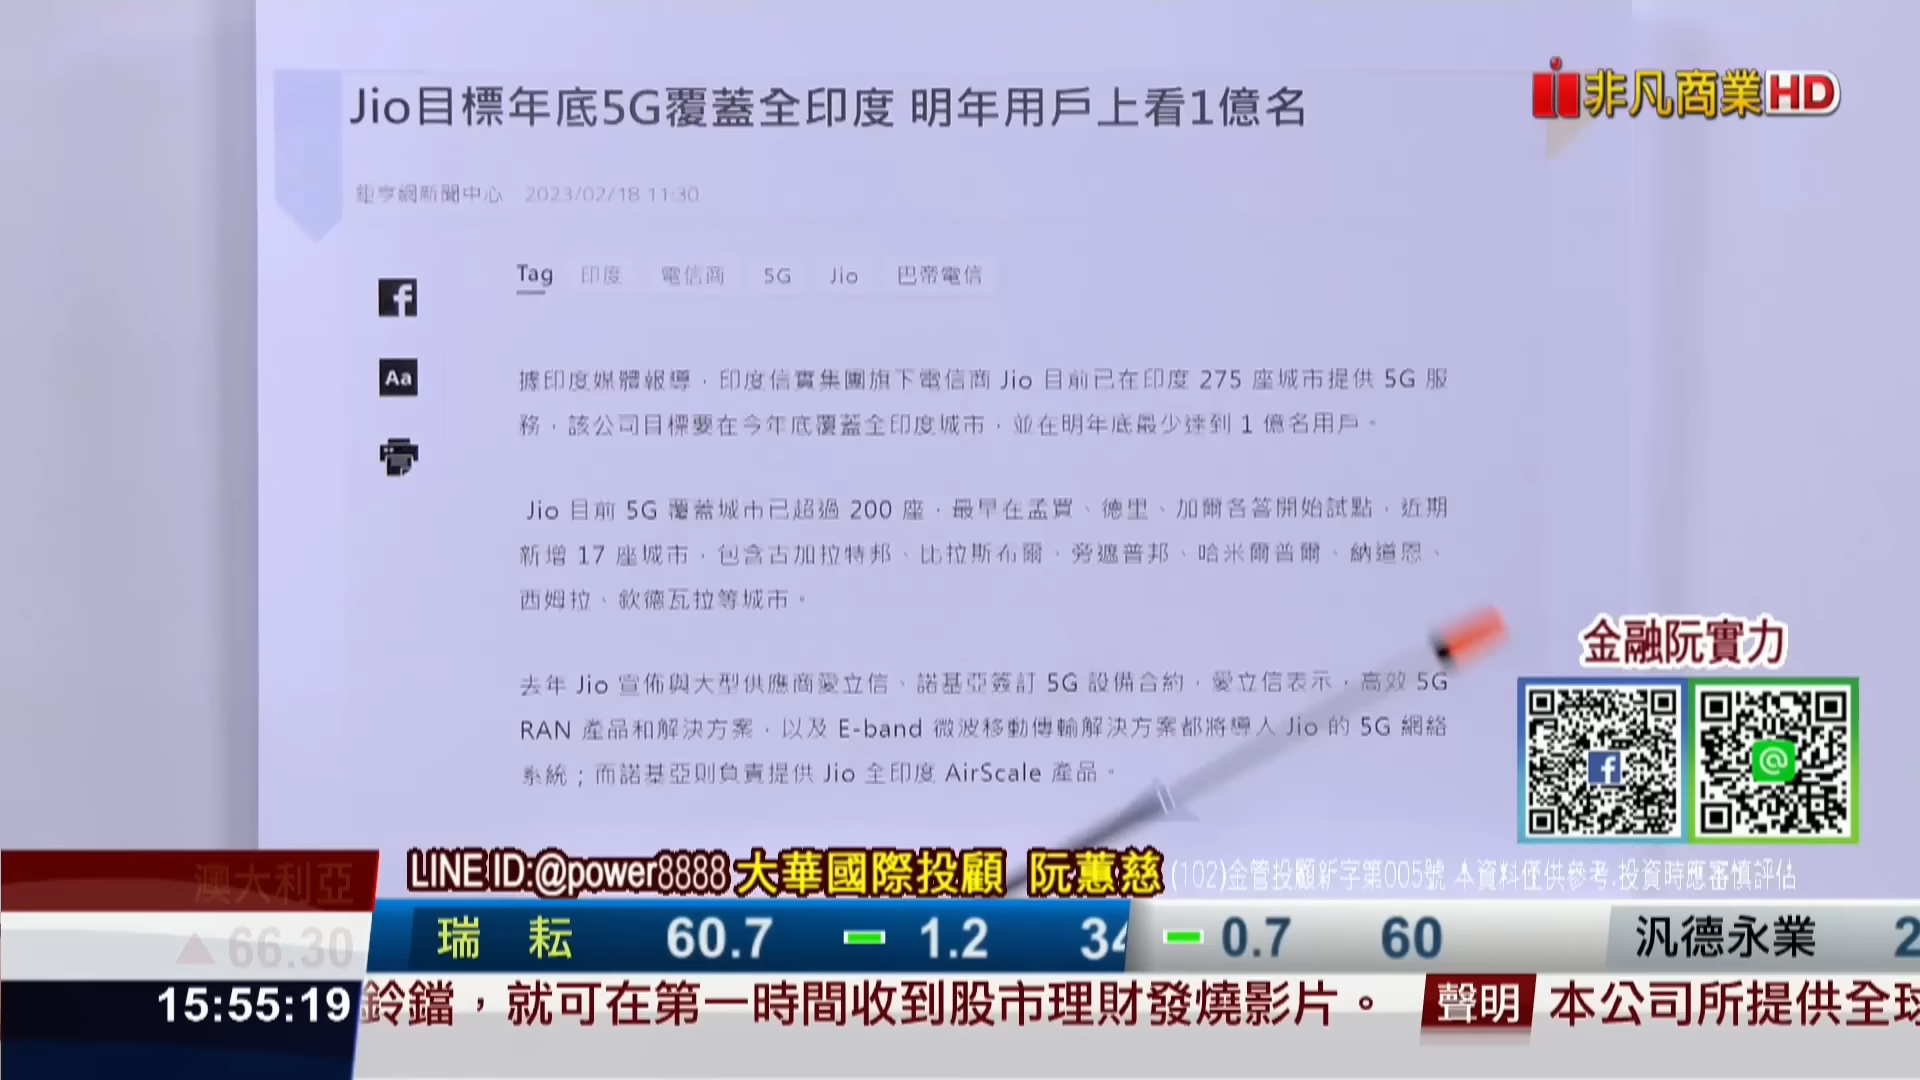 Jio目標年底5G覆蓋全印度 明年用戶上看1億名
非凡商業HD
鉅亨網新聞中心 2023/02/18 11:30
Tag 印度 電信商 5G Jio 巴帝電信
Aa
據印度媒體報導，印度信實集團旗下電信商 Jio 目前已在印度 275 座城市提供 5G 服
務，該公司目標要在今年底覆蓋全印度城市，並在明年底最少達到 1 億名用戶。
Jio 目前 5G 覆蓋城市已超過 200 座，最早在孟買、德里、加爾各答開始試點，近期
新增 17 座城市，包含古加拉特邦、比拉斯布爾、旁遮普邦、哈米爾普爾、納道恩、
西姆拉、欽德瓦拉等城市。
去年 Jio 宣佈與大型供應商愛立信、諾基亞簽訂 5G 設備合約，愛立信表示，高效 5G
RAN 產品和解決方案，以及 E-band 微波移動傳輸解決方案都將導入 Jio 的 5G 網絡
系統；而諾基亞則負責提供 Jio 全印度 AirScale 產品。
金融阮實力
LINE ID:@power8888 大華國際投顧 阮蕙慈 (102)金管投顧新字第005號 本資料僅供參考,投資時應審慎評估
澳大利亞
▲66.30
瑞耘 60.7 1.2 34 0.7 60 汎德永業 2
15:55:19
鈴鐺，就可在第一時間收到股市理財發燒影片。 聲明 本公司所提供全球